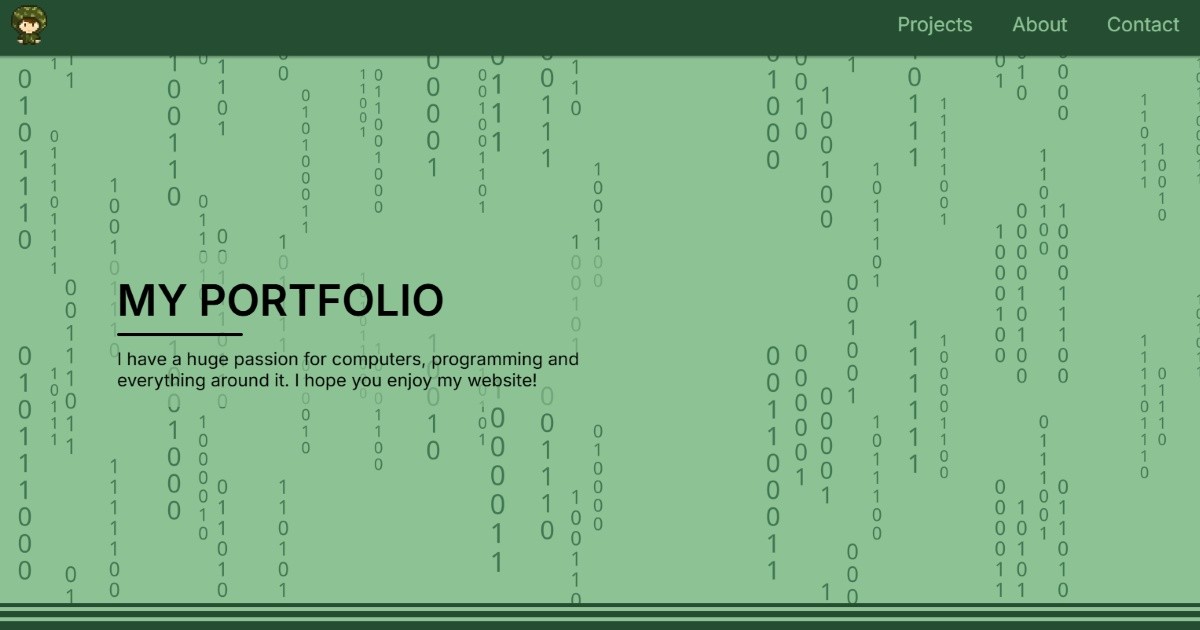 Projects About Contact
MY PORTFOLIO
I have a huge passion for computers, programming and
everything around it. I hope you enjoy my website!